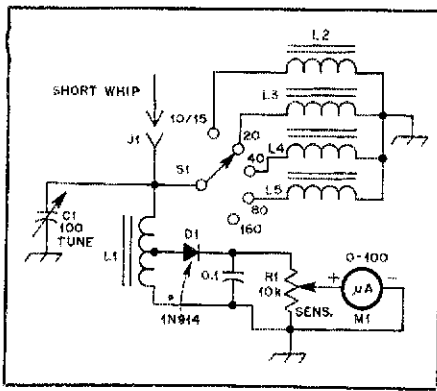 L2
SHORT WHIP
10/15
L3
J1
20
S1
40
L4
L5
80
C1
100
TUNE
D1
160
L1
0.1
R1
10k
SENS.
0-100
+
-
µA
M1
1N914